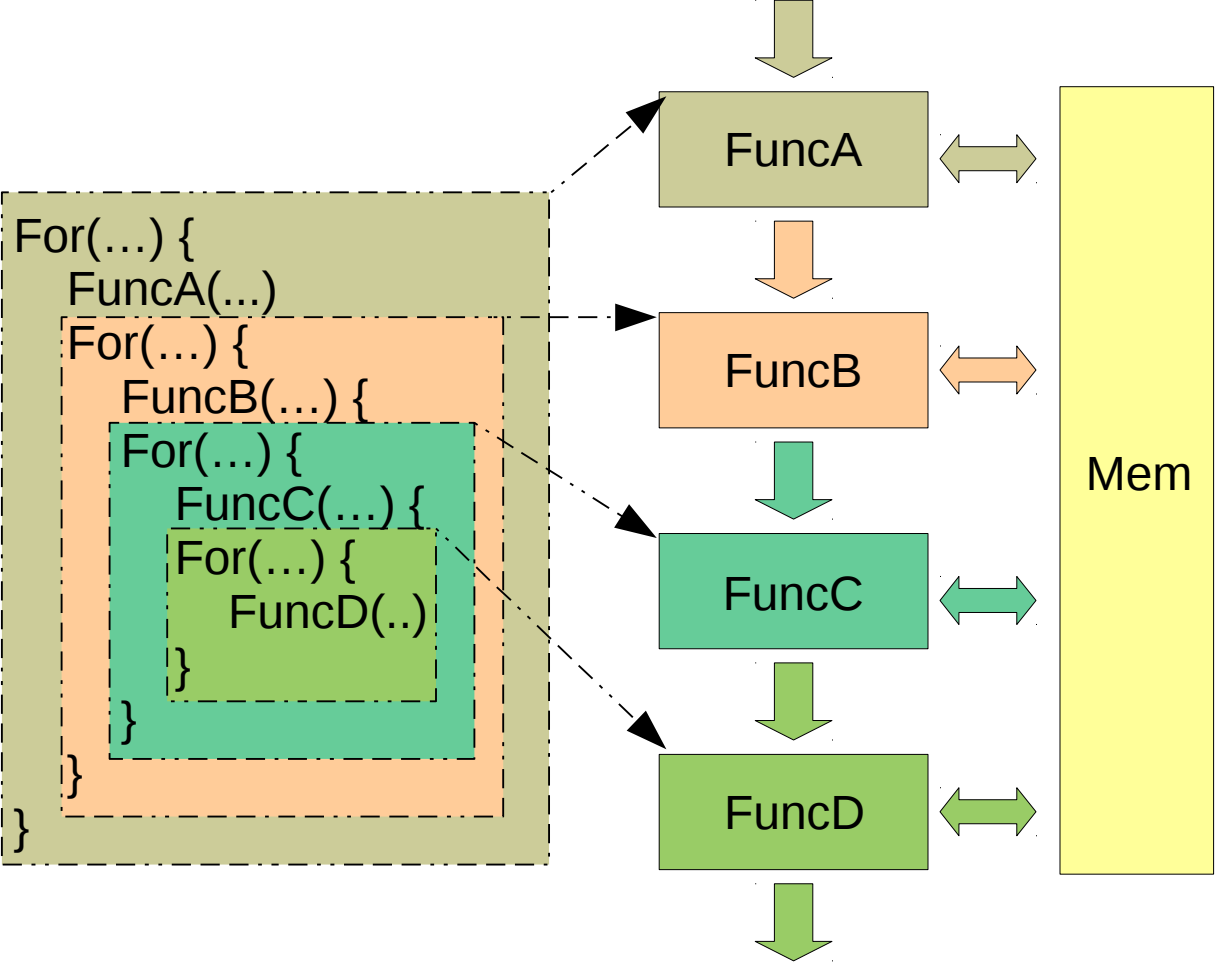 For(…) {
FuncA(...)
For(…) {
FuncB(…) {
For(…) {
FuncC(…) {
For(…) {
FuncD(..)
}
}
}
}
FuncA
FuncB
FuncC
FuncD
Mem